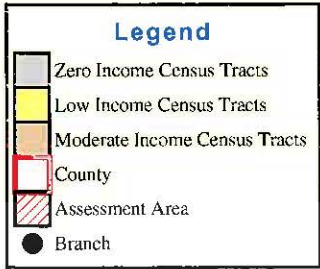 Legend
Zero Income Census Tracts
Low Income Census Tracts
Moderate Income Census Tracts
County
Assessment Area
Branch